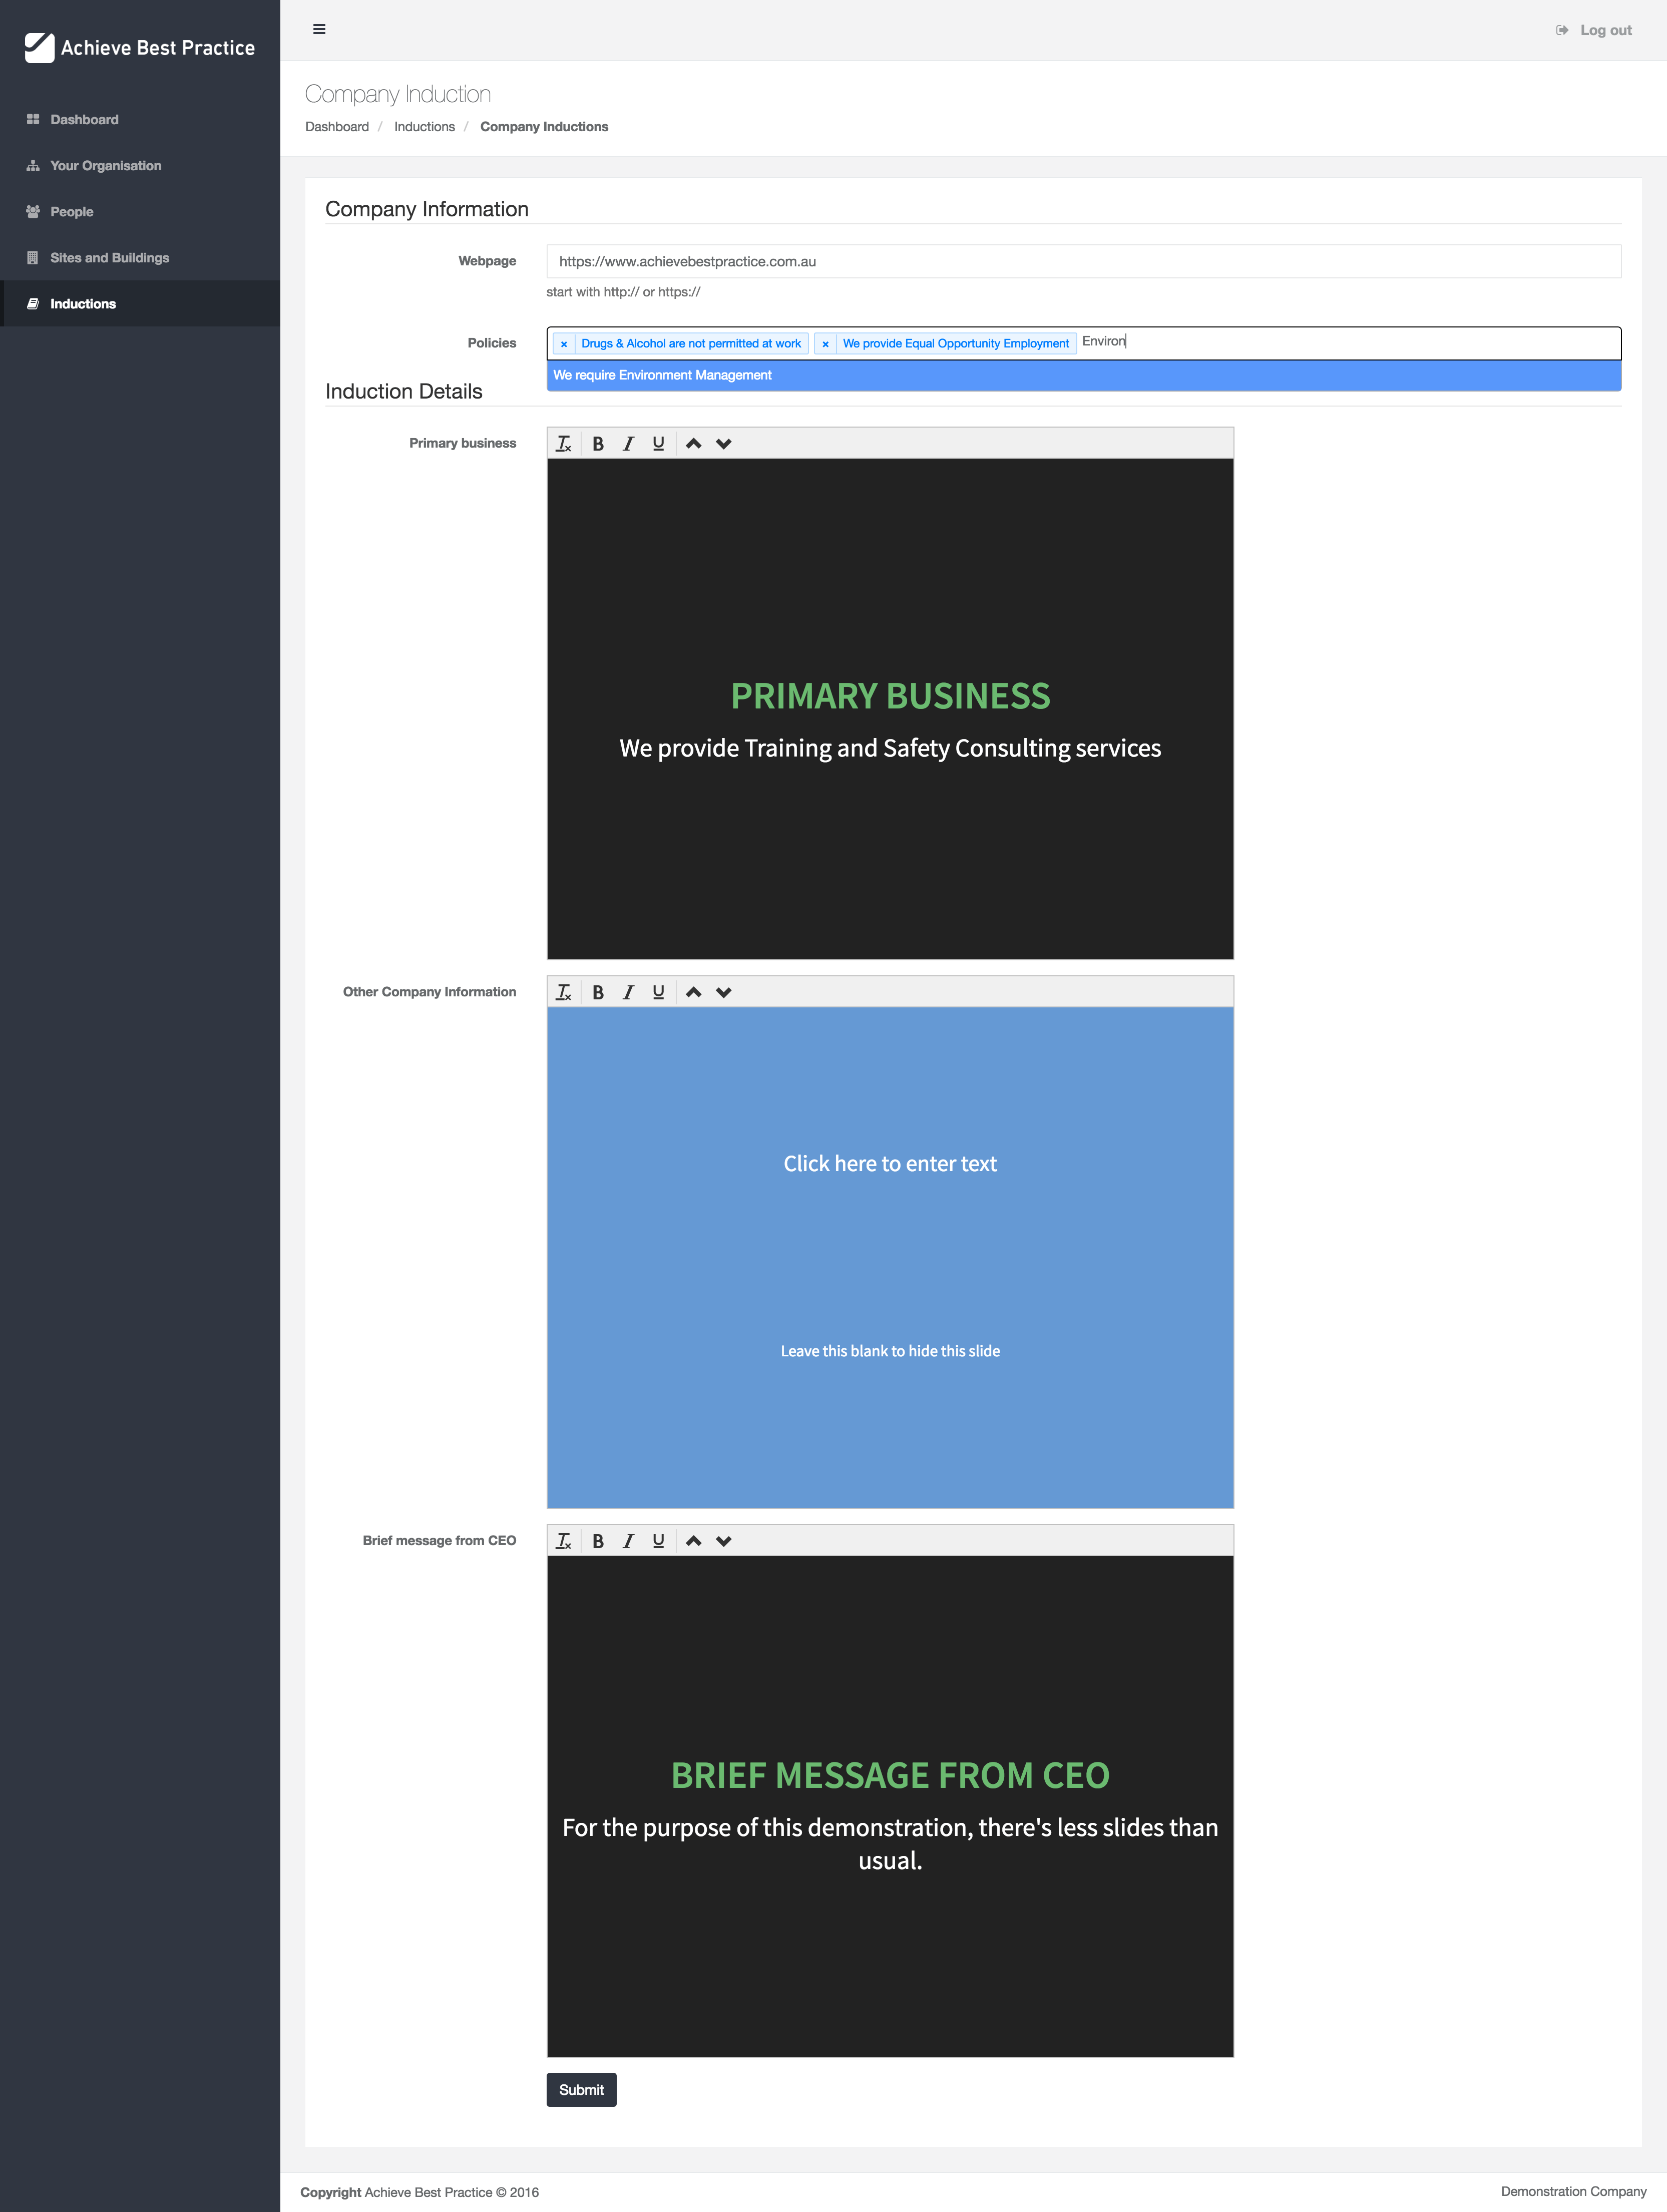 Achieve Best Practice
Log out
Dashboard
Your Organisation
People
Sites and Buildings
Inductions
Company Induction
Dashboard / Inductions / Company Inductions
Company Information
Webpage
https://www.achievebestpractice.com.au
start with http:// or https://
Policies
× Drugs & Alcohol are not permitted at work × We provide Equal Opportunity Employment Environ
We require Environment Management
Induction Details
Primary business
B I U
PRIMARY BUSINESS
We provide Training and Safety Consulting services
Other Company Information
B I U
Click here to enter text
Leave this blank to hide this slide
Brief message from CEO
B I U
BRIEF MESSAGE FROM CEO
For the purpose of this demonstration, there's less slides than
usual.
Submit
Copyright Achieve Best Practice © 2016
Demonstration Company